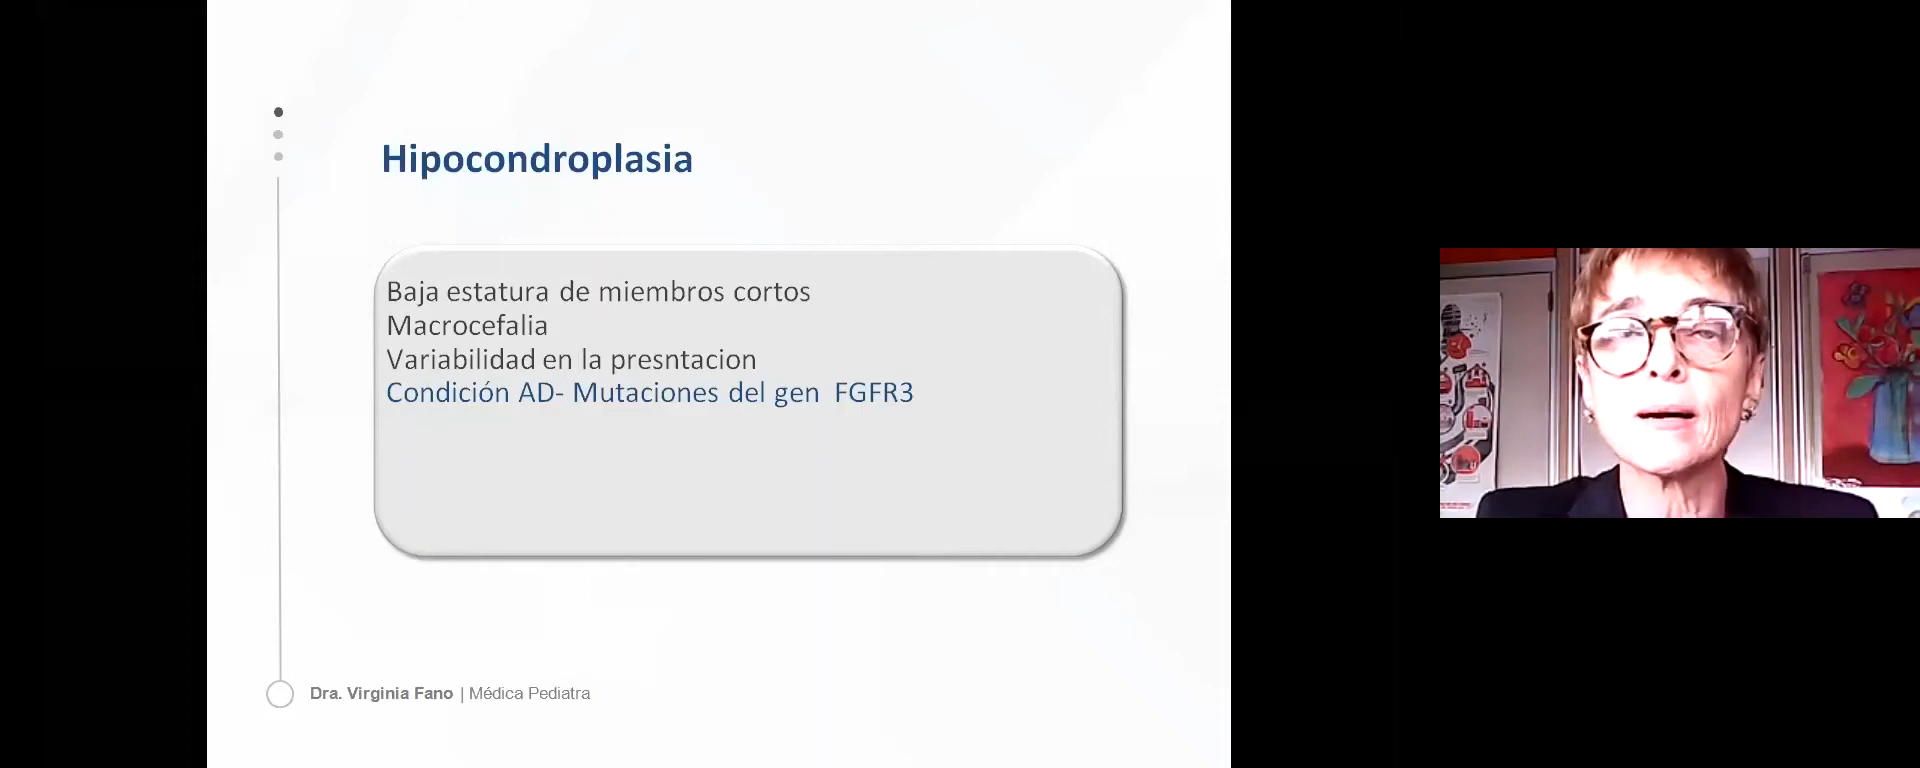 Hipocondroplasia
Baja estatura de miembros cortos
Macrocefalia
Variabilidad en la presntacion
Condición AD- Mutaciones del gen FGFR3
Dra. Virginia Fano | Médica Pediatra